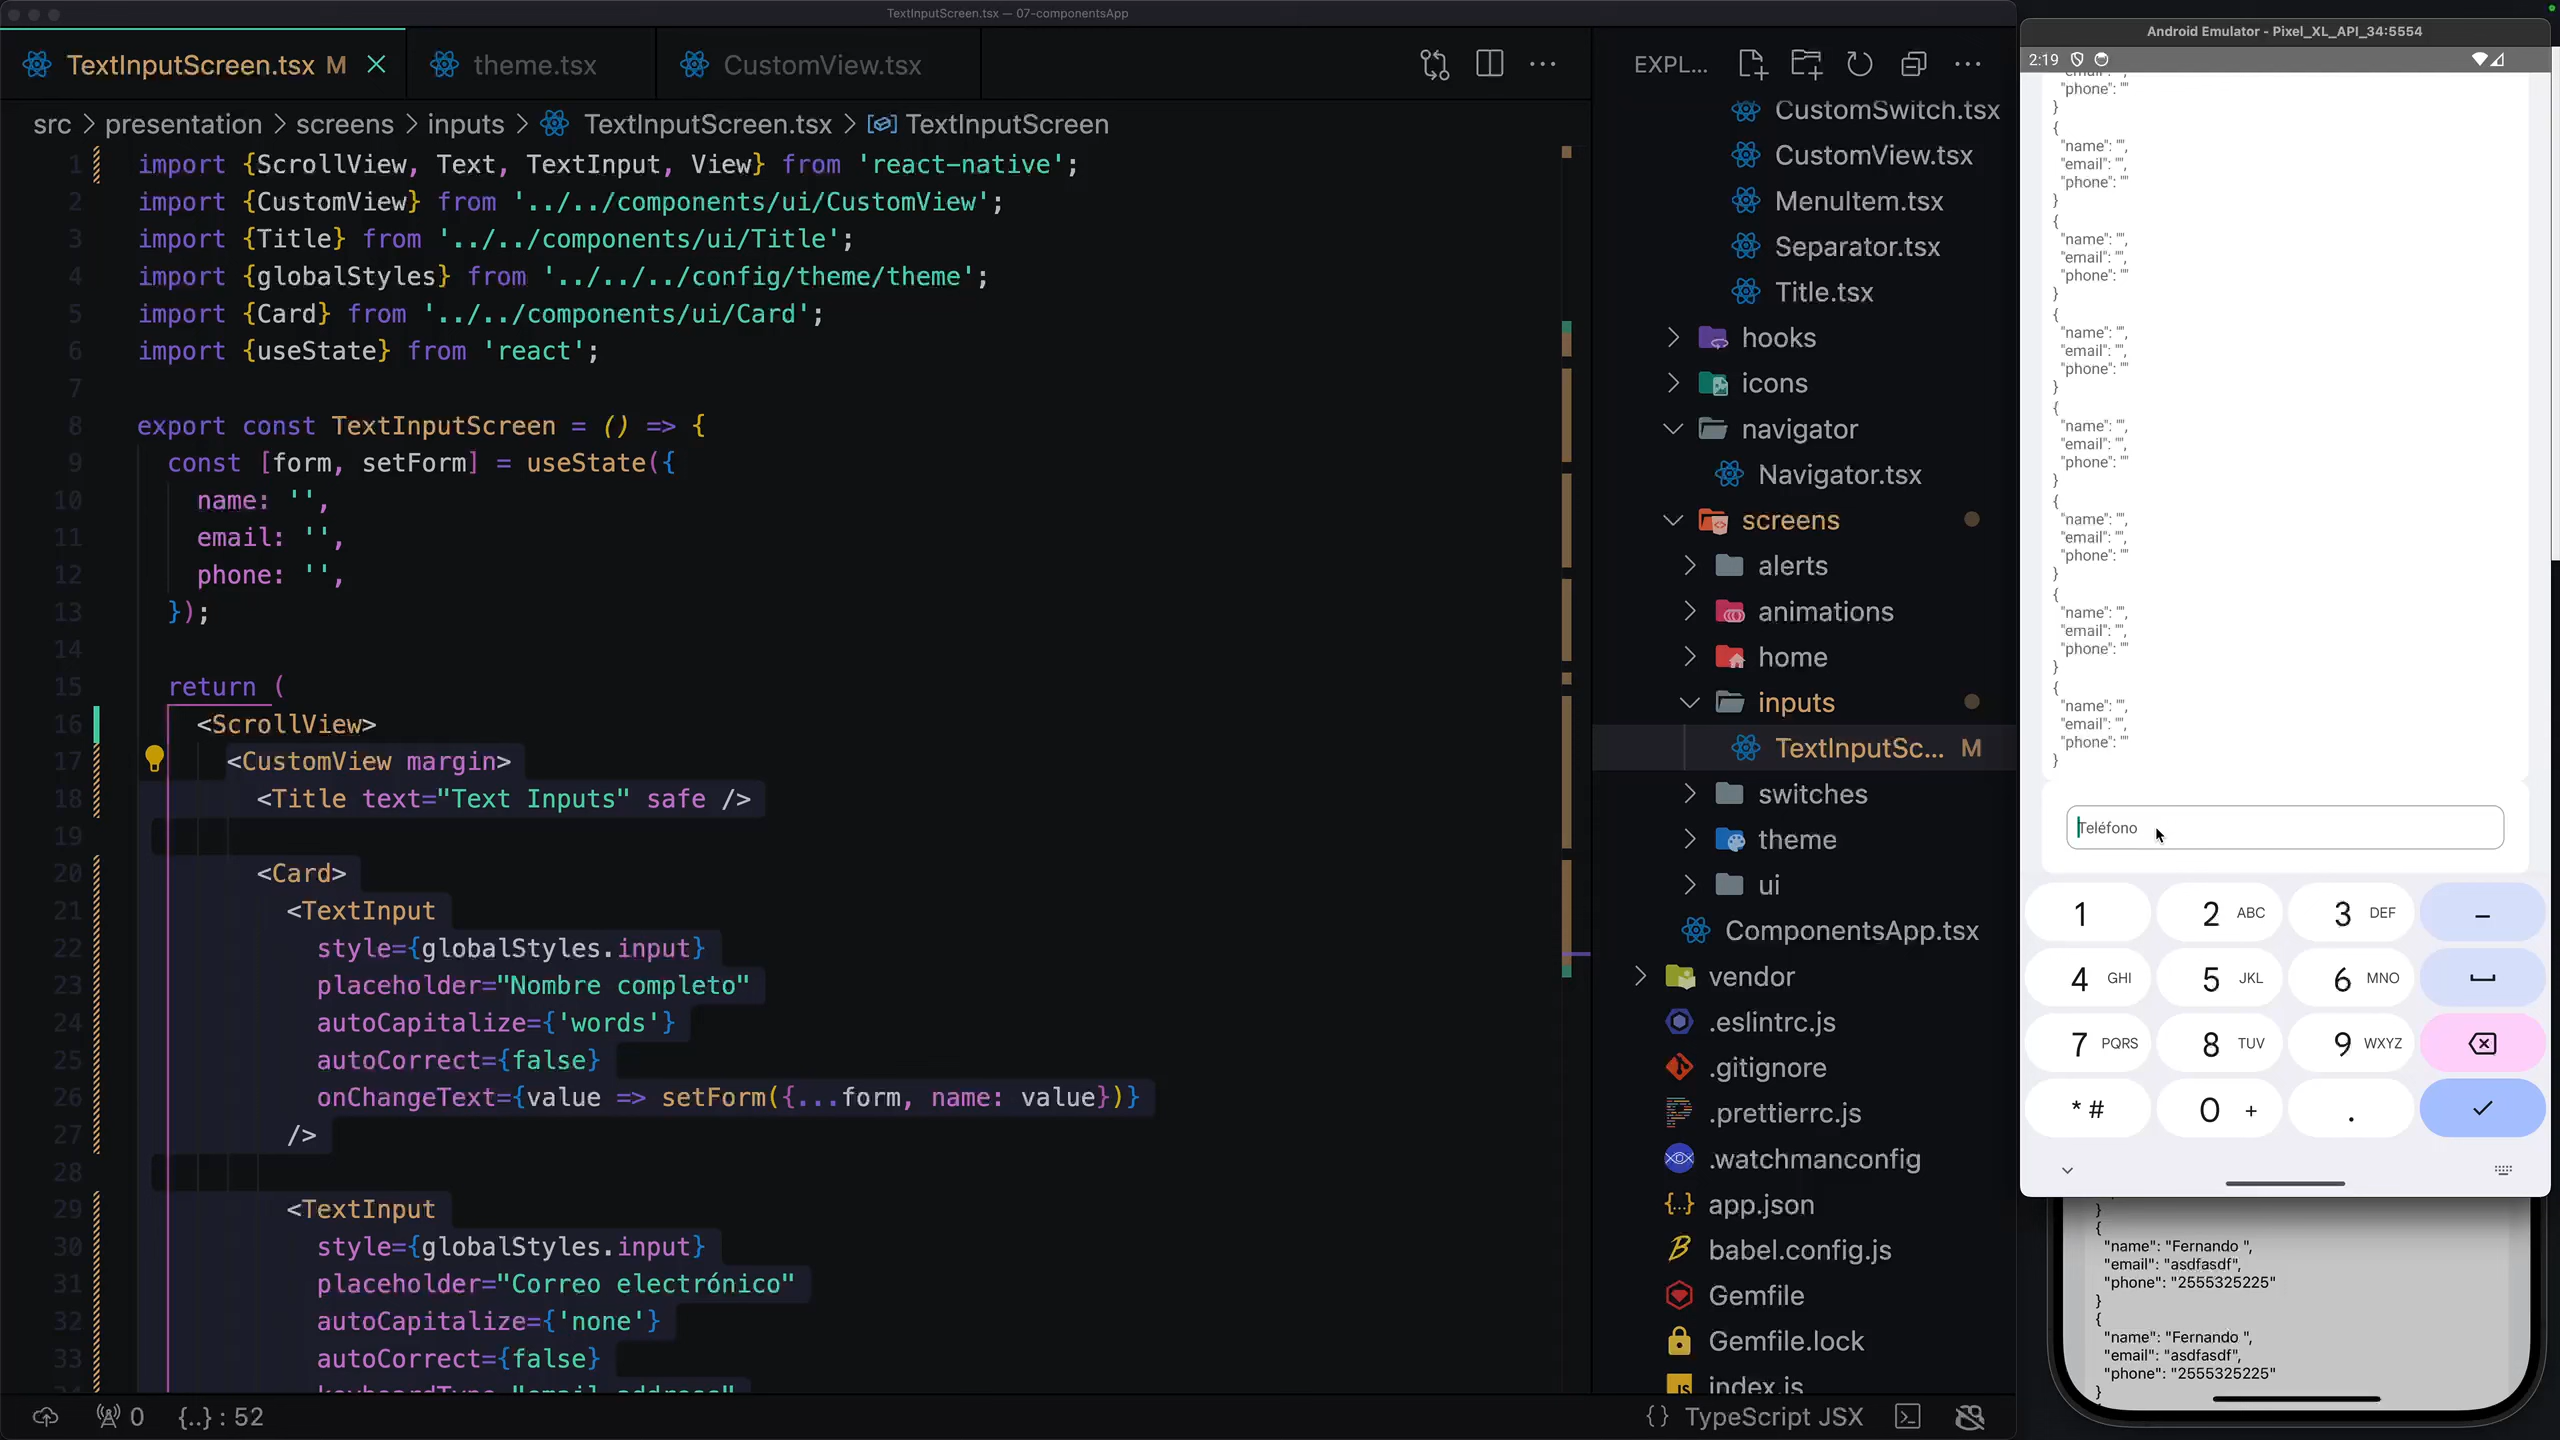 TextInputScreen.tsx — 07-componentsApp
TextInputScreen.tsx M
theme.tsx
CustomView.tsx
src > presentation > screens > inputs > TextInputScreen.tsx > TextInputScreen
1 import {ScrollView, Text, TextInput, View} from 'react-native';
2 import {CustomView} from '../../components/ui/CustomView';
3 import {Title} from '../../components/ui/Title';
4 import {globalStyles} from '../../../config/theme/theme';
5 import {Card} from '../../components/ui/Card';
6 import {useState} from 'react';
7
8 export const TextInputScreen = () => {
9 const [form, setForm] = useState({
10 name: '',
11 email: '',
12 phone: '',
13 });
14
15 return (
16 <ScrollView>
17 <CustomView margin>
18 <Title text="Text Inputs" safe />
19
20 <Card>
21 <TextInput
22 style={globalStyles.input}
23 placeholder="Nombre completo"
24 autoCapitalize={'words'}
25 autoCorrect={false}
26 onChangeText={value => setForm({...form, name: value})}
27 />
28
29 <TextInput
30 style={globalStyles.input}
31 placeholder="Correo electrónico"
32 autoCapitalize={'none'}
33 autoCorrect={false}
keyboardType="email-address"
0
{..} : 52
{} TypeScript JSX
EXPL...
CustomSwitch.tsx
CustomView.tsx
MenuItem.tsx
Separator.tsx
Title.tsx
hooks
icons
navigator
Navigator.tsx
screens
alerts
animations
home
inputs
TextInputSc... M
switches
theme
ui
ComponentsApp.tsx
vendor
.eslintrc.js
.gitignore
.prettierrc.js
.watchmanconfig
app.json
babel.config.js
Gemfile
Gemfile.lock
index.js
Android Emulator - Pixel_XL_API_34:5554
2:19
"email": "",
"phone": ""
}
{
"name": "",
"email": "",
"phone": ""
}
{
"name": "",
"email": "",
"phone": ""
}
{
"name": "",
"email": "",
"phone": ""
}
{
"name": "",
"email": "",
"phone": ""
}
{
"name": "",
"email": "",
"phone": ""
}
{
"name": "",
"email": "",
"phone": ""
}
{
"name": "",
"email": "",
"phone": ""
}
Teléfono
1 2 ABC 3 DEF −
4 GHI 5 JKL 6 MNO
7 PQRS 8 TUV 9 WXYZ
* # 0 + .
}
{
"name": "Fernando ",
"email": "asdfasdf",
"phone": "2555325225"
}
{
"name": "Fernando ",
"email": "asdfasdf",
"phone": "2555325225"
}